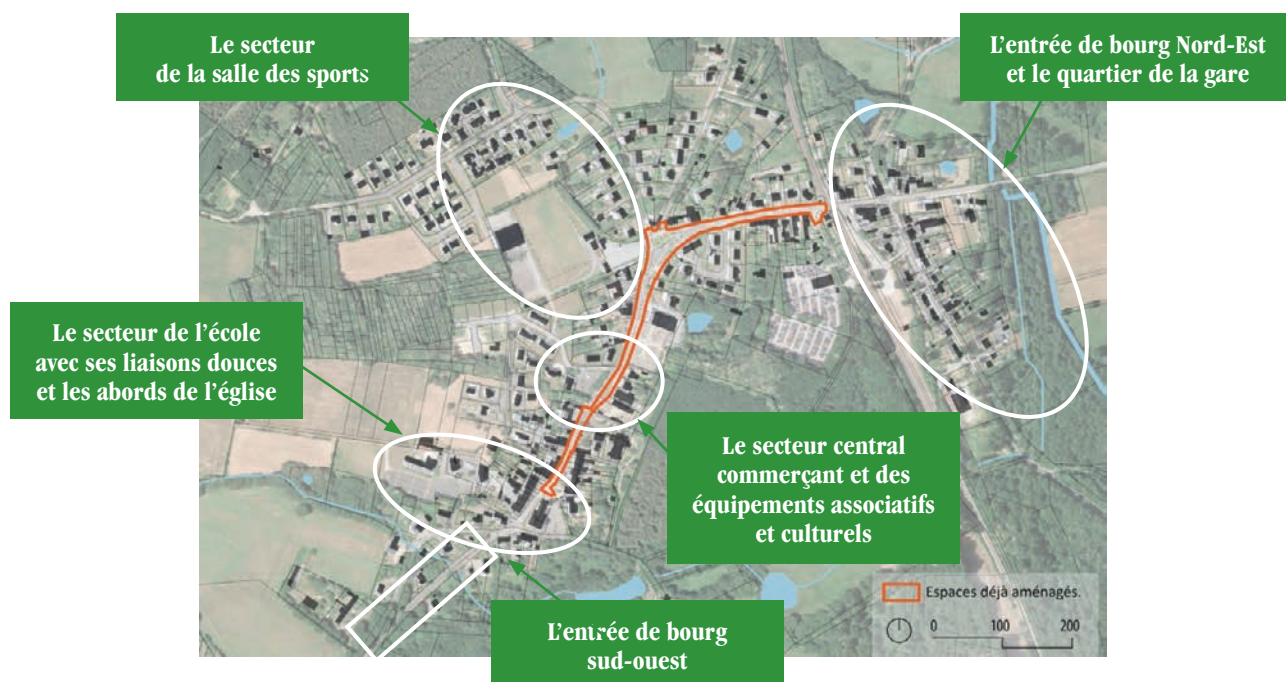 Le secteur
de la salle des sports
L'entrée de bourg Nord-Est
et le quartier de la gare
Le secteur de l'école
avec ses liaisons douces
et les abords de l'église
Le secteur central
commerçant et des
équipements associatifs
et culturels
L'entrée de bourg
sud-ouest
Espaces déjà aménagés.
0 100 200